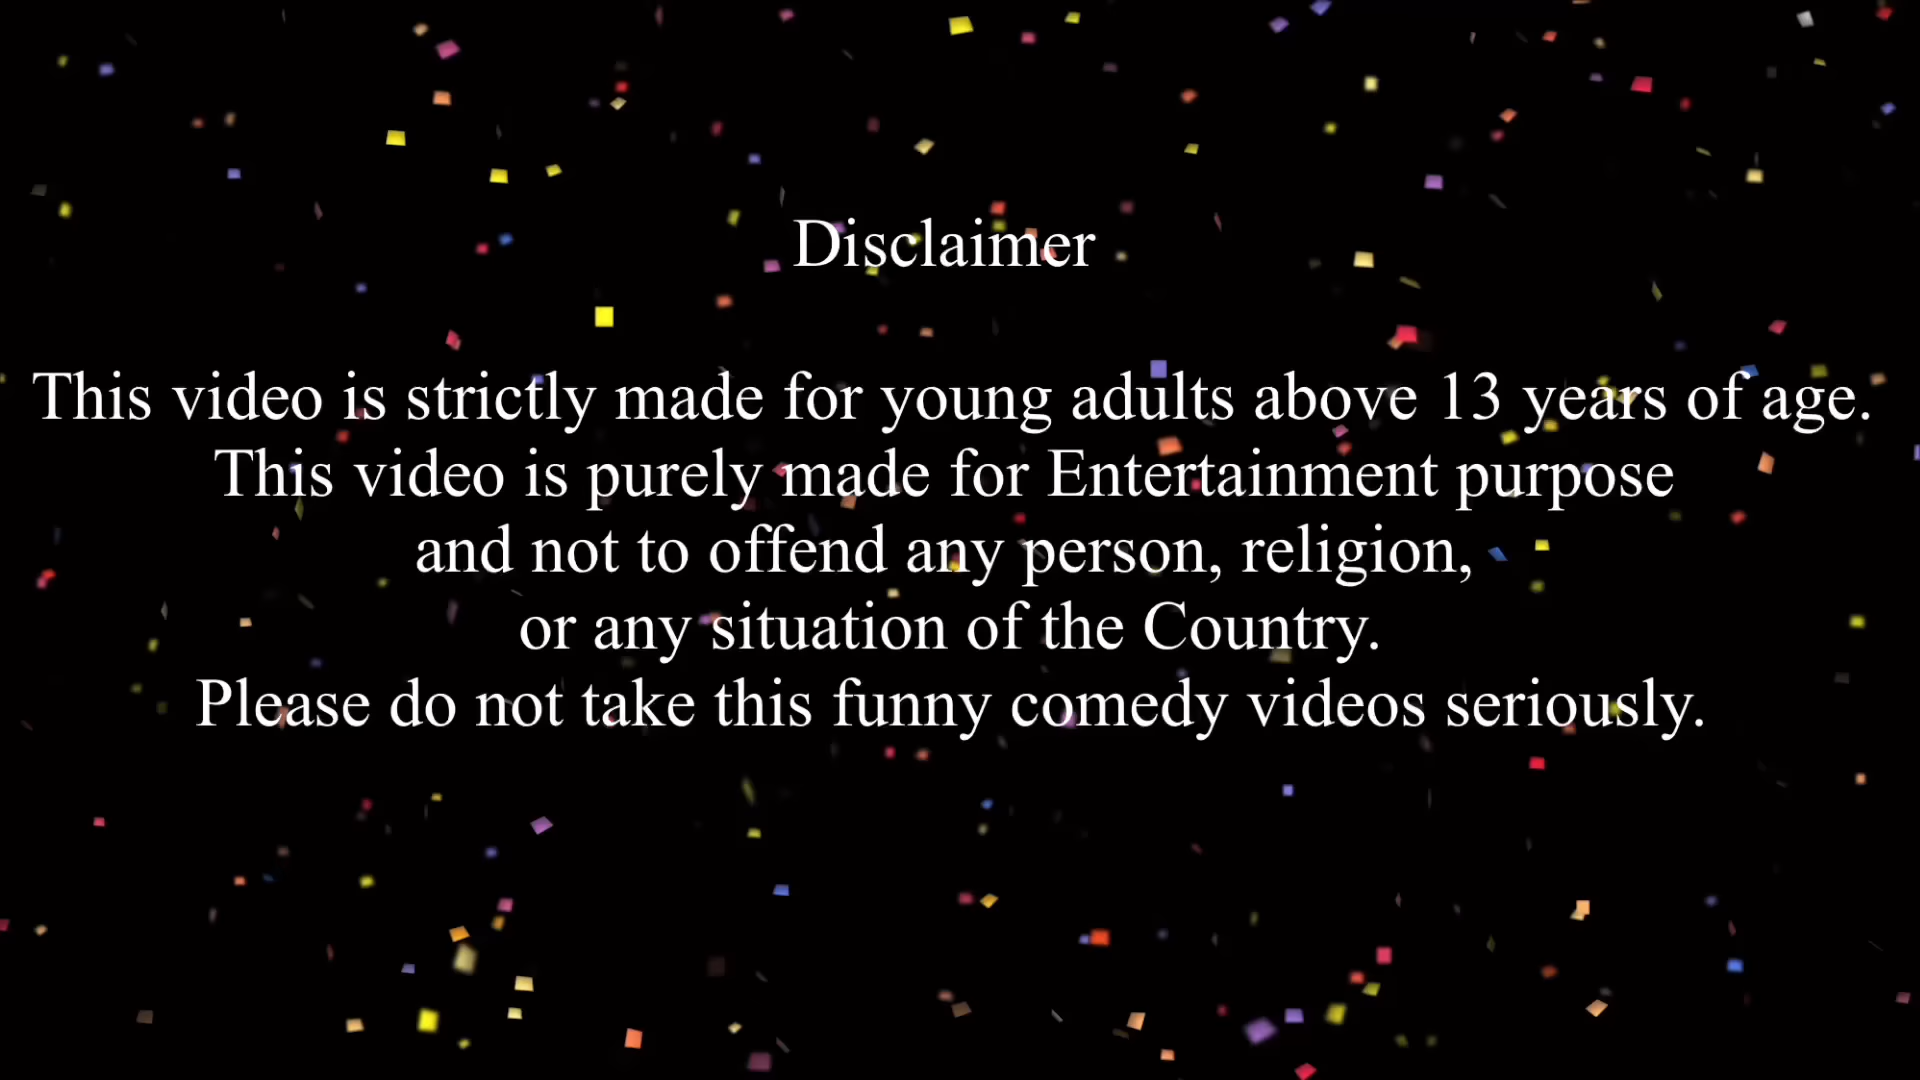 Disclaimer
This video is strictly made for young adults above 13 years of age.
This video is purely made for Entertainment purpose
and not to offend any person, religion,
or any situation of the Country.
Please do not take this funny comedy videos seriously.